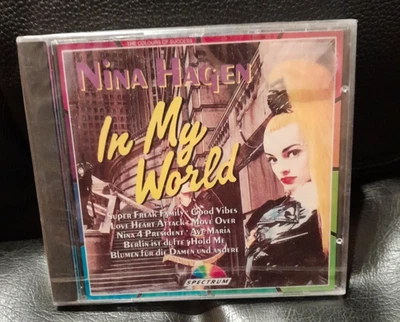 THE COLOURS OF SUCCESS
NINA HAGEN
In My
World
SUPER FREAK FAMILY · GOOD VIBES
LOVE HEART ATTACK · MOVE OVER
NINA 4 PRESIDENT · AVE MARIA
BERLIN IST DUFTE · HOLD ME
BLUMEN FÜR DIE DAMEN UND ANDERE
SPECTRUM